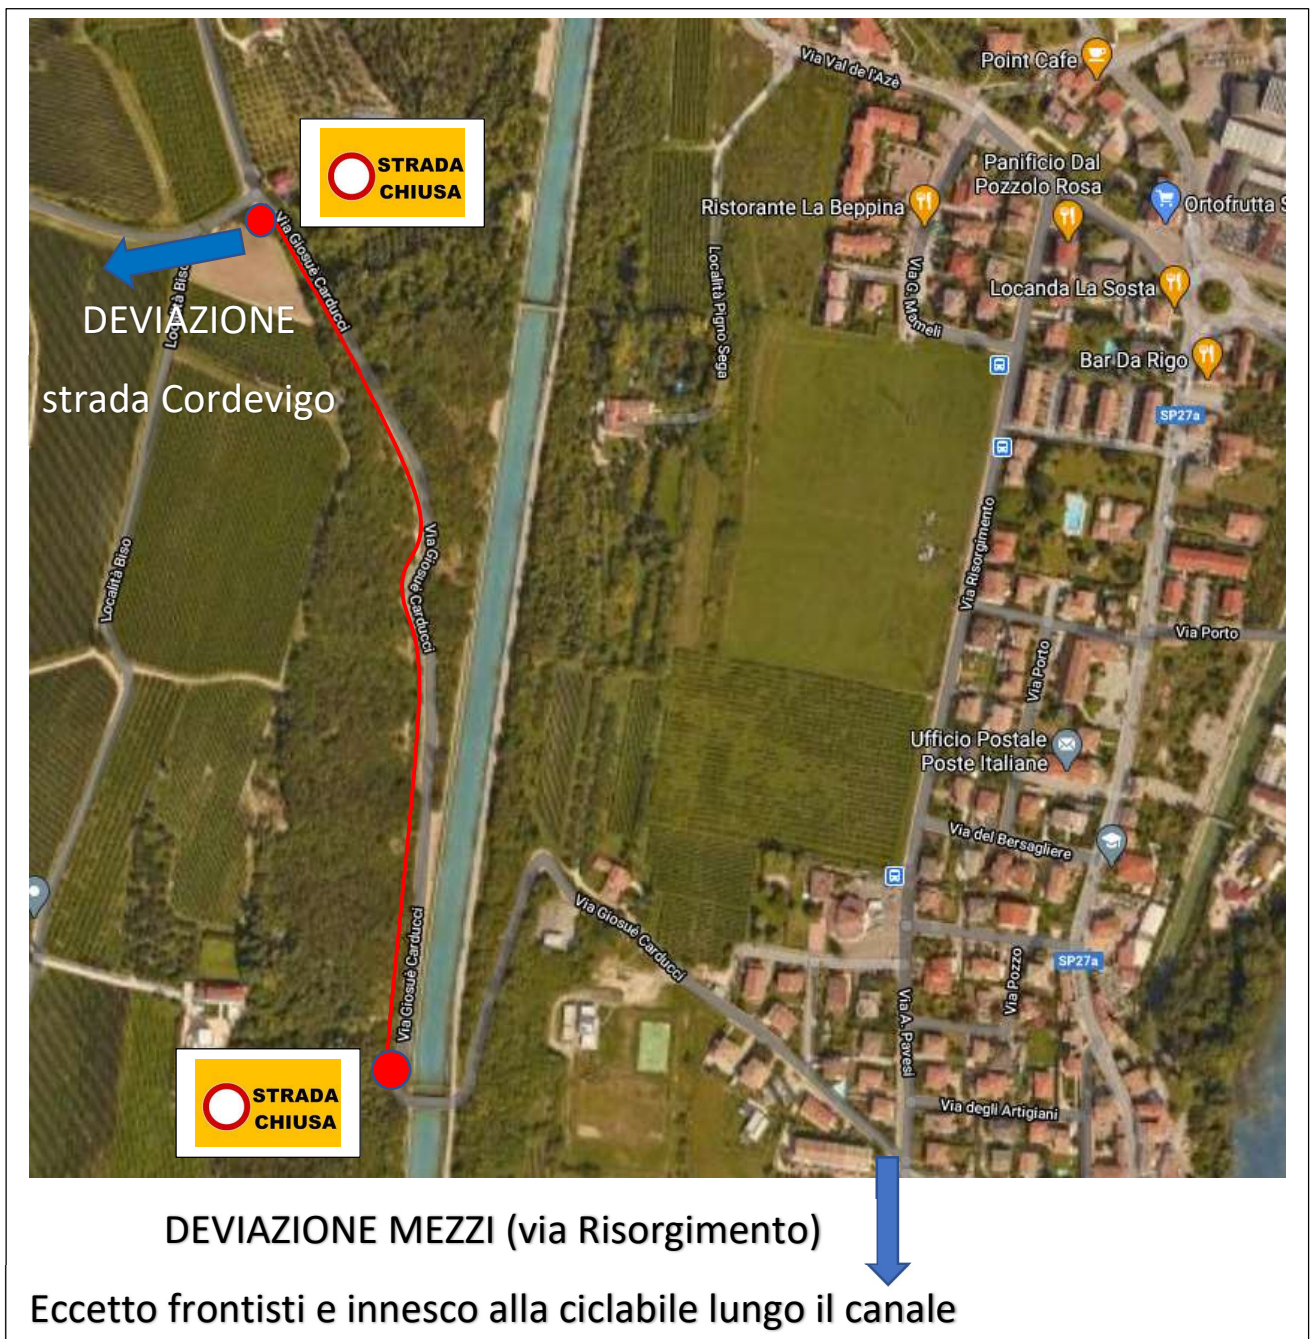 Via Val de l'Azè
Point Cafe
STRADA
CHIUSA
Panificio Dal
Pozzolo Rosa
Ristorante La Beppina
Ortofrutta S
Via Giosuè Carducci
Località Pigno Sega
Via G. Mameli
Locanda La Sosta
DEVIAZIONE
Località Biso
strada Cordevigo
Bar Da Rigo
SP27a
Via Risorgimento
Via Giosuè Carducci
Località Biso
Via Porto
Via Porto
Ufficio Postale
Poste Italiane
Via del Bersagliere
Via Giosuè Carducci
Via Giosuè Carducci
SP27a
Via Pozzo
Via A. Pavesi
STRADA
CHIUSA
Via degli Artigiani
DEVIAZIONE MEZZI (via Risorgimento)
Eccetto frontisti e innesco alla ciclabile lungo il canale